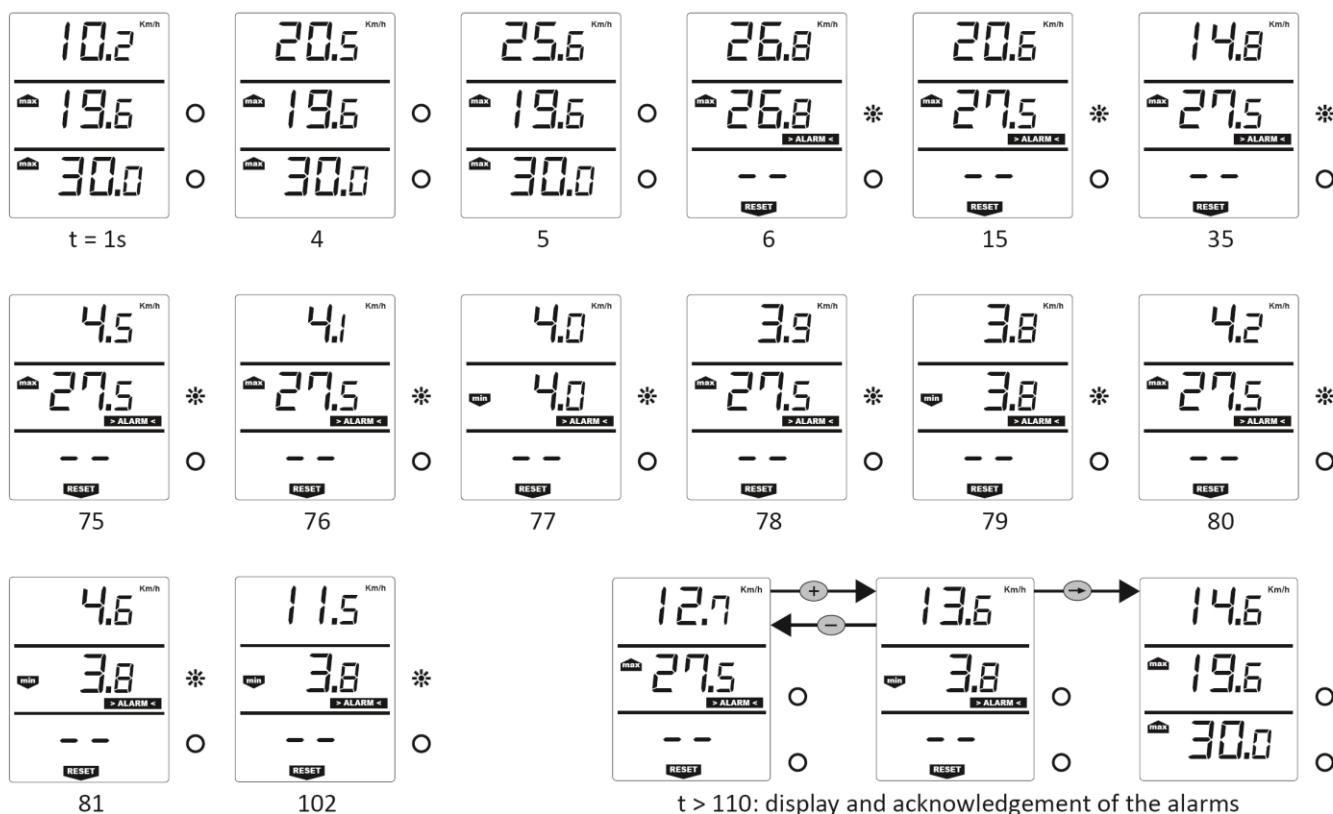 10.2 Km/h 20.5 Km/h 25.6 Km/h 26.8 Km/h 20.6 Km/h 14.8 Km/h
max 19.6 max 19.6 max 19.6 max 26.8 max 27.5 max 27.5
> ALARM < > ALARM < > ALARM <
max 30.0 max 30.0 max 30.0 -- -- --
RESET RESET RESET
t = 1s 4 5 6 15 35
4.5 Km/h 4.1 Km/h 4.0 Km/h 3.9 Km/h 3.8 Km/h 4.2 Km/h
max 27.5 max 27.5 min 4.0 max 27.5 min 3.8 max 27.5
> ALARM < > ALARM < > ALARM < > ALARM < > ALARM < > ALARM <
-- -- -- -- -- --
RESET RESET RESET RESET RESET RESET
75 76 77 78 79 80
4.6 Km/h 11.5 Km/h 12.7 Km/h + − 13.6 Km/h → 14.6 Km/h
min 3.8 min 3.8 max 27.5 min 3.8 max 19.6
> ALARM < > ALARM < > ALARM < > ALARM <
-- -- -- -- max 30.0
RESET RESET RESET RESET
81 102 t > 110: display and acknowledgement of the alarms